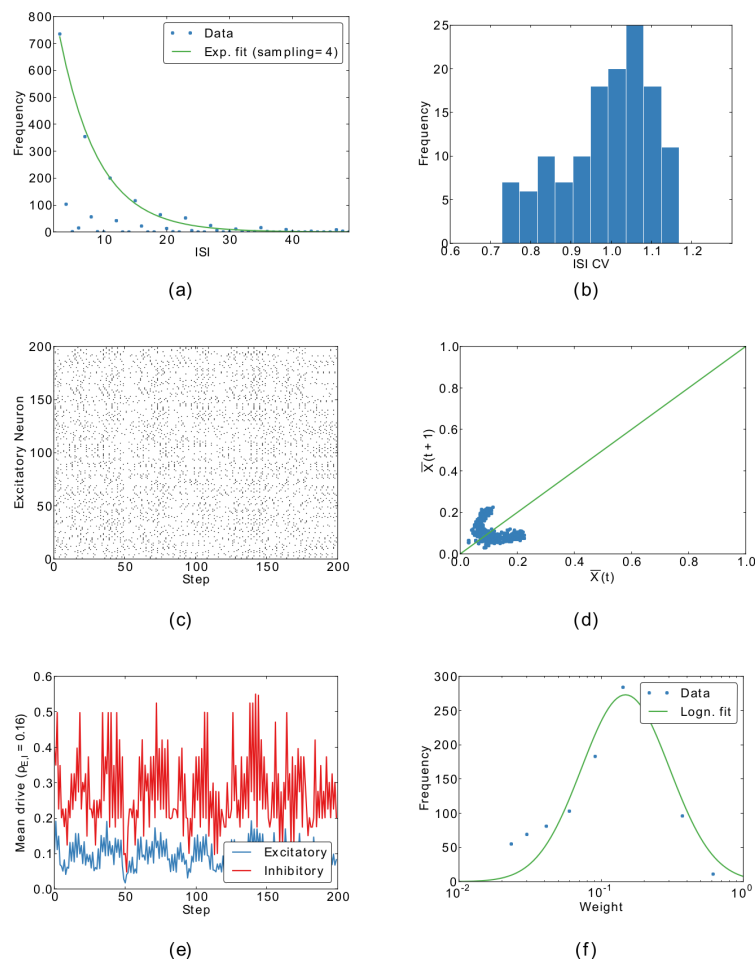 800
700
600
500
400
300
200
100
0
Frequency
Data
Exp. fit (sampling= 4)
10 20 30 40
ISI
(a)
25
20
15
10
5
0
Frequency
0.6 0.7 0.8 0.9 1.0 1.1 1.2 1.3
ISI CV
(b)
200
150
100
50
0
Excitatory Neuron
0 50 100 150 200
Step
(c)
1.0
0.8
0.6
0.4
0.2
0.0
X̅(t + 1)
0.0 0.2 0.4 0.6 0.8 1.0
X̅(t)
(d)
0.6
0.5
0.4
0.3
0.2
0.1
0.0
Mean drive (ρE,I = 0.16)
Excitatory
Inhibitory
0 50 100 150 200
Step
(e)
300
250
200
150
100
50
0
Frequency
Data
Logn. fit
10⁻² 10⁻¹ 10⁰
Weight
(f)